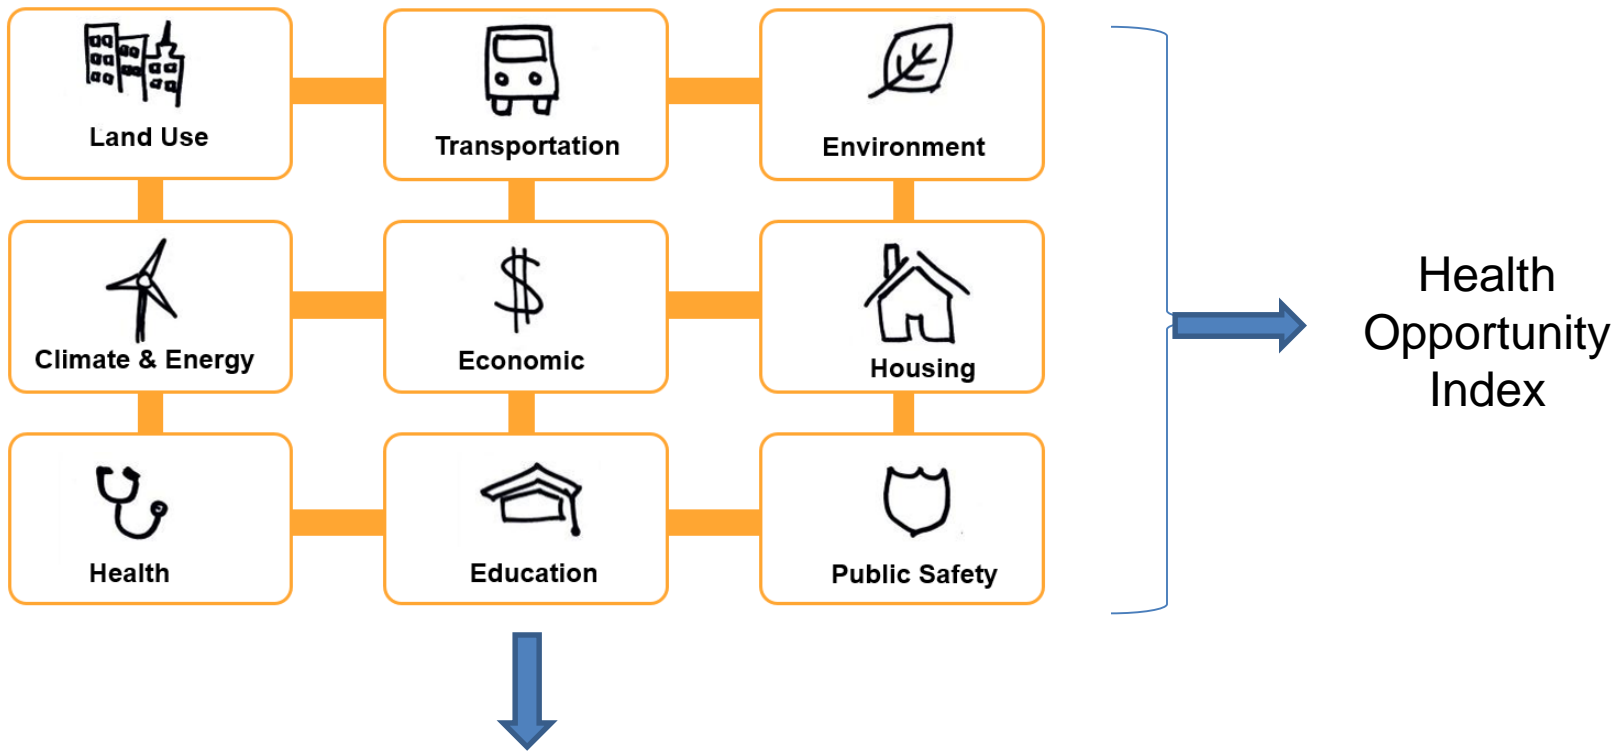 Land Use
Transportation
Environment
Climate & Energy
Economic
Housing
Health
Education
Public Safety
Health
Opportunity
Index